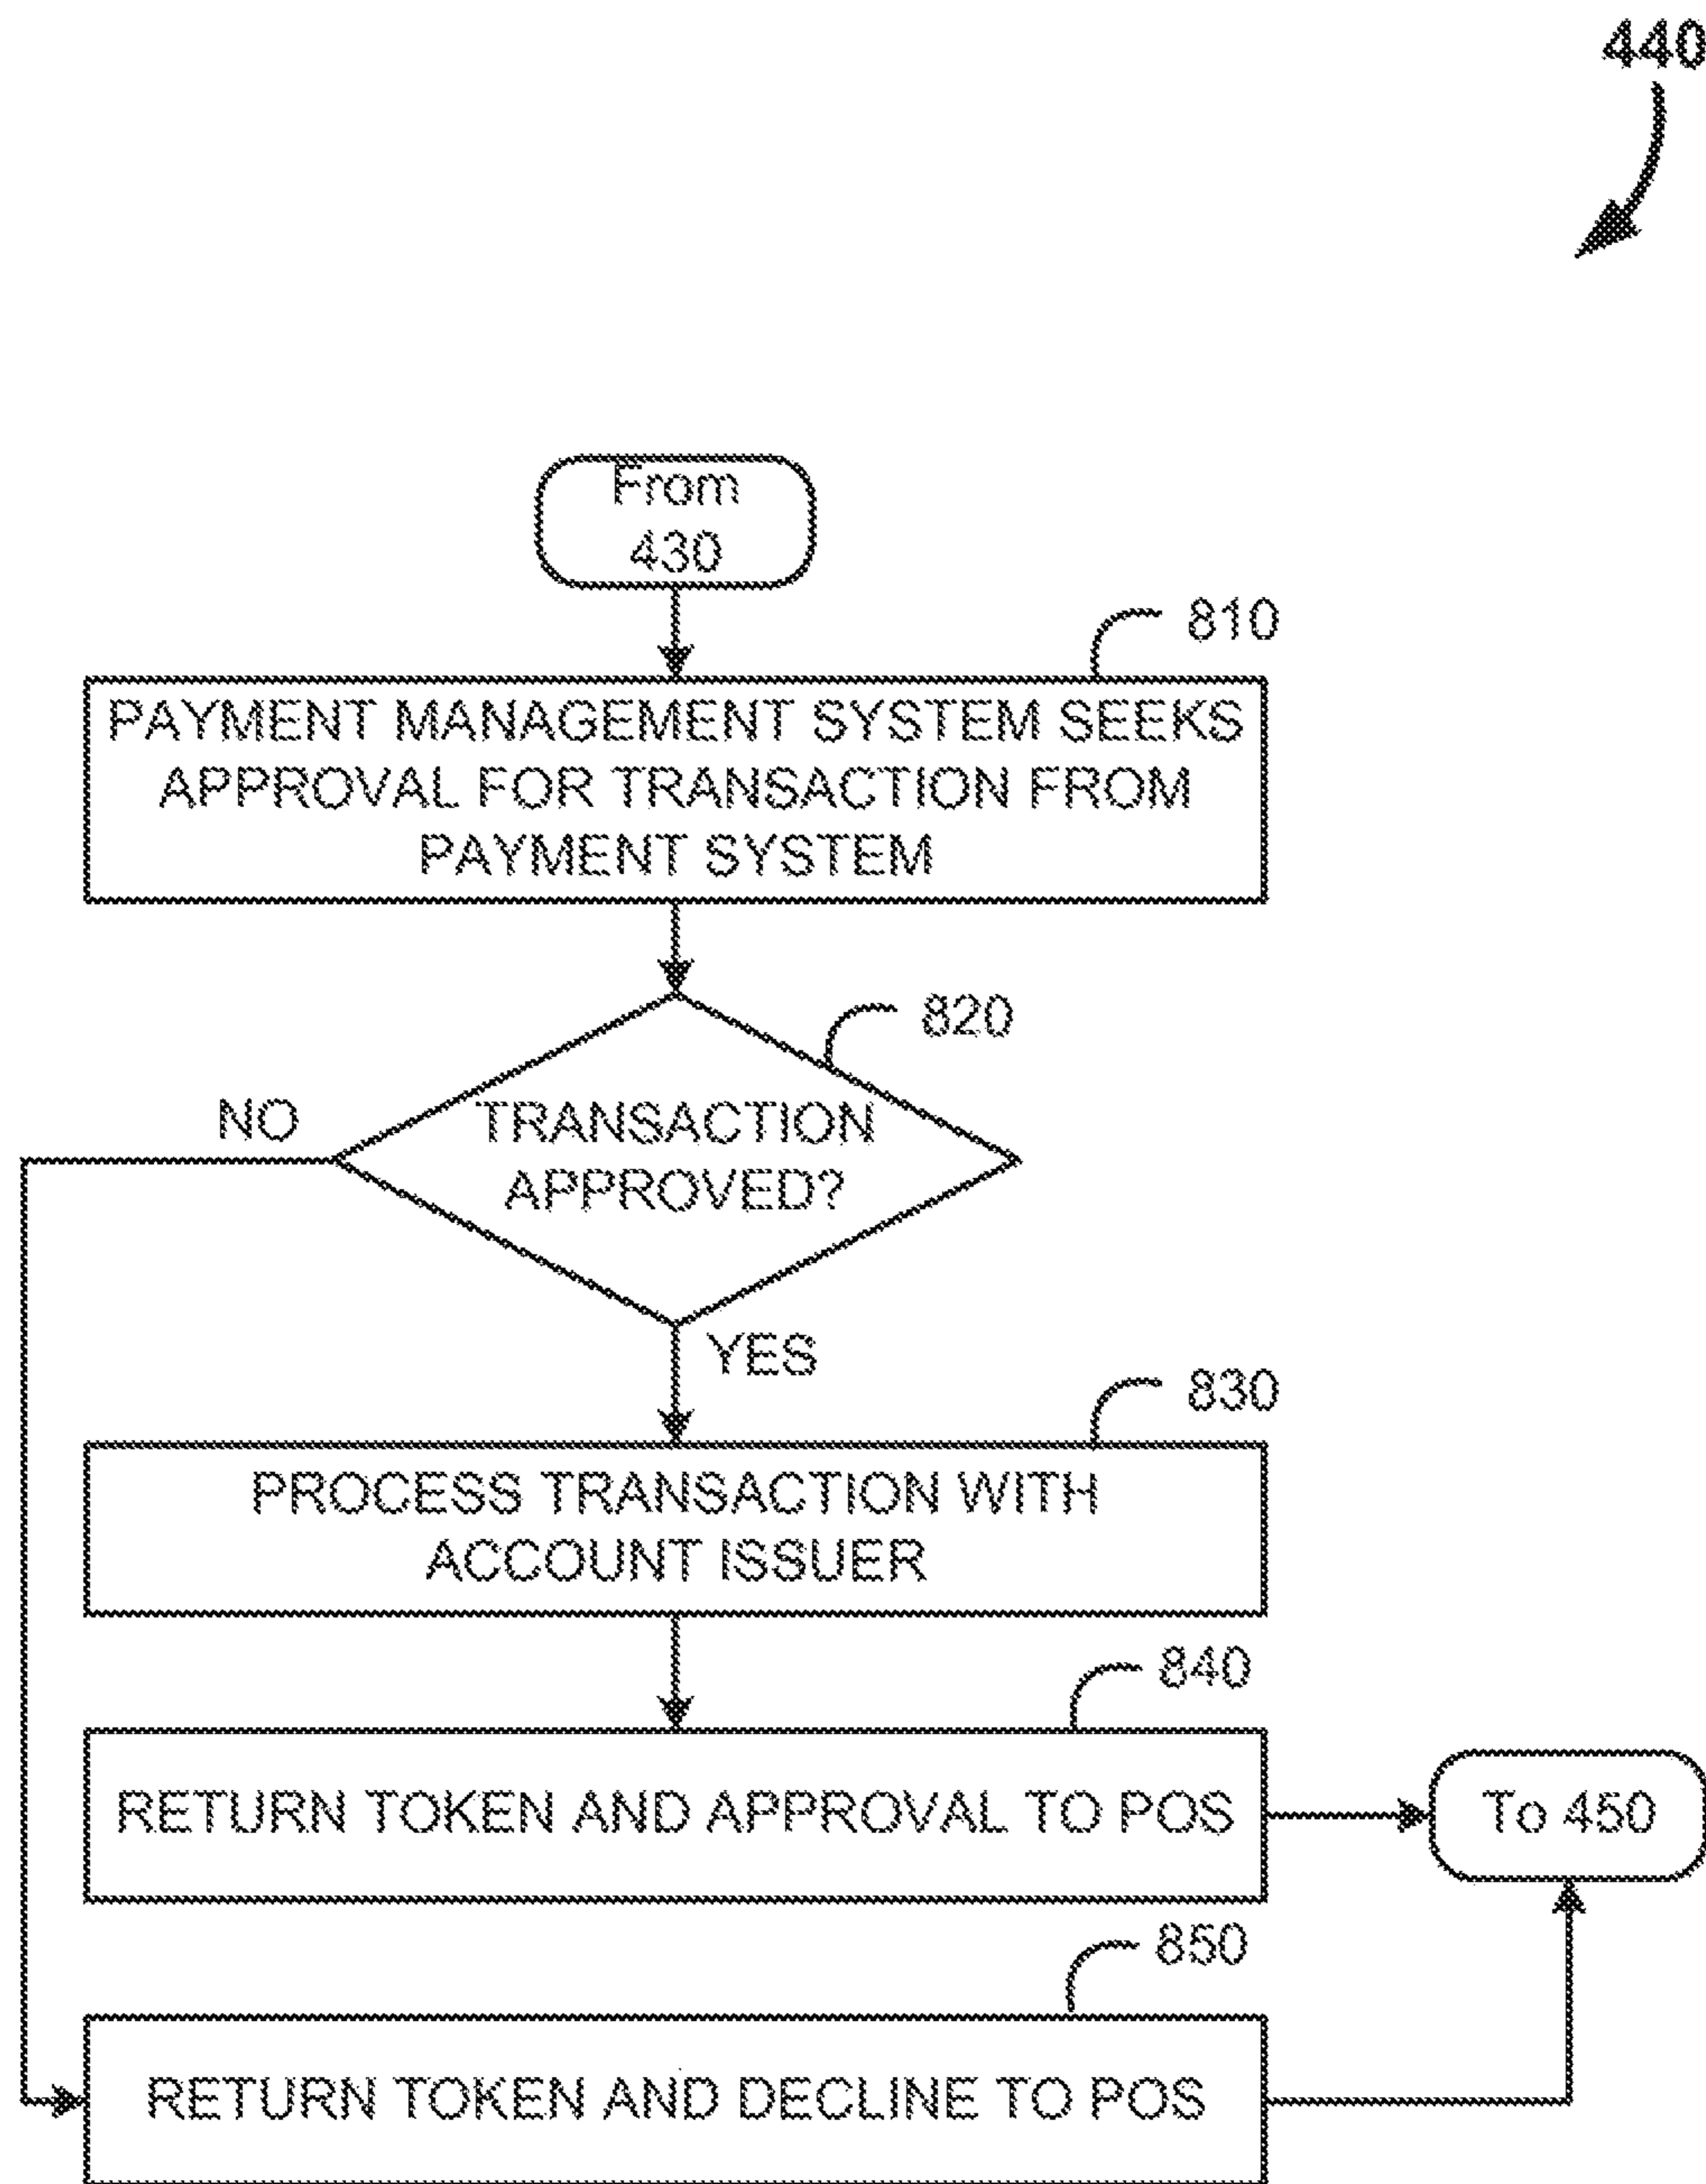 440
From
430
810
PAYMENT MANAGEMENT SYSTEM SEEKS
APPROVAL FOR TRANSACTION FROM
PAYMENT SYSTEM
820
NO
TRANSACTION
APPROVED?
YES
830
PROCESS TRANSACTION WITH
ACCOUNT ISSUER
840
RETURN TOKEN AND APPROVAL TO POS
To 450
850
RETURN TOKEN AND DECLINE TO POS